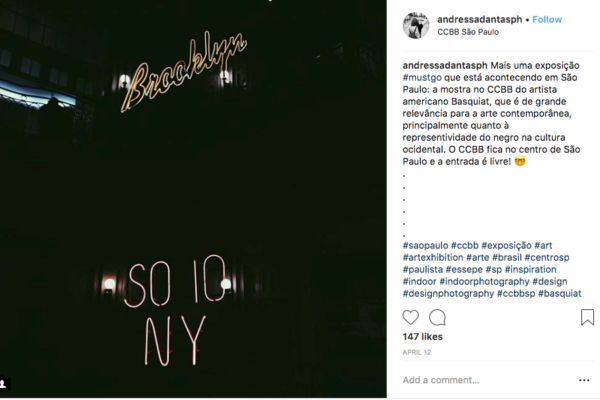 Brooklyn
SO IO
NY
andressadantasph • Follow
CCBB São Paulo
andressadantasph Mais uma exposição
#mustgo que está acontecendo em São
Paulo: a mostra no CCBB do artista
americano Basquiat, que é de grande
relevância para a arte contemporânea,
principalmente quanto à
representividade do negro na cultura
ocidental. O CCBB fica no centro de São
Paulo e a entrada é livre! 🤓
.
.
.
.
.
.
#saopaulo #ccbb #exposição #art
#artexhibition #arte #brasil #centrosp
#paulista #essepe #sp #inspiration
#indoor #indoorphotography #design
#designphotography #ccbbsp #basquiat
147 likes
APRIL 12
Add a comment…